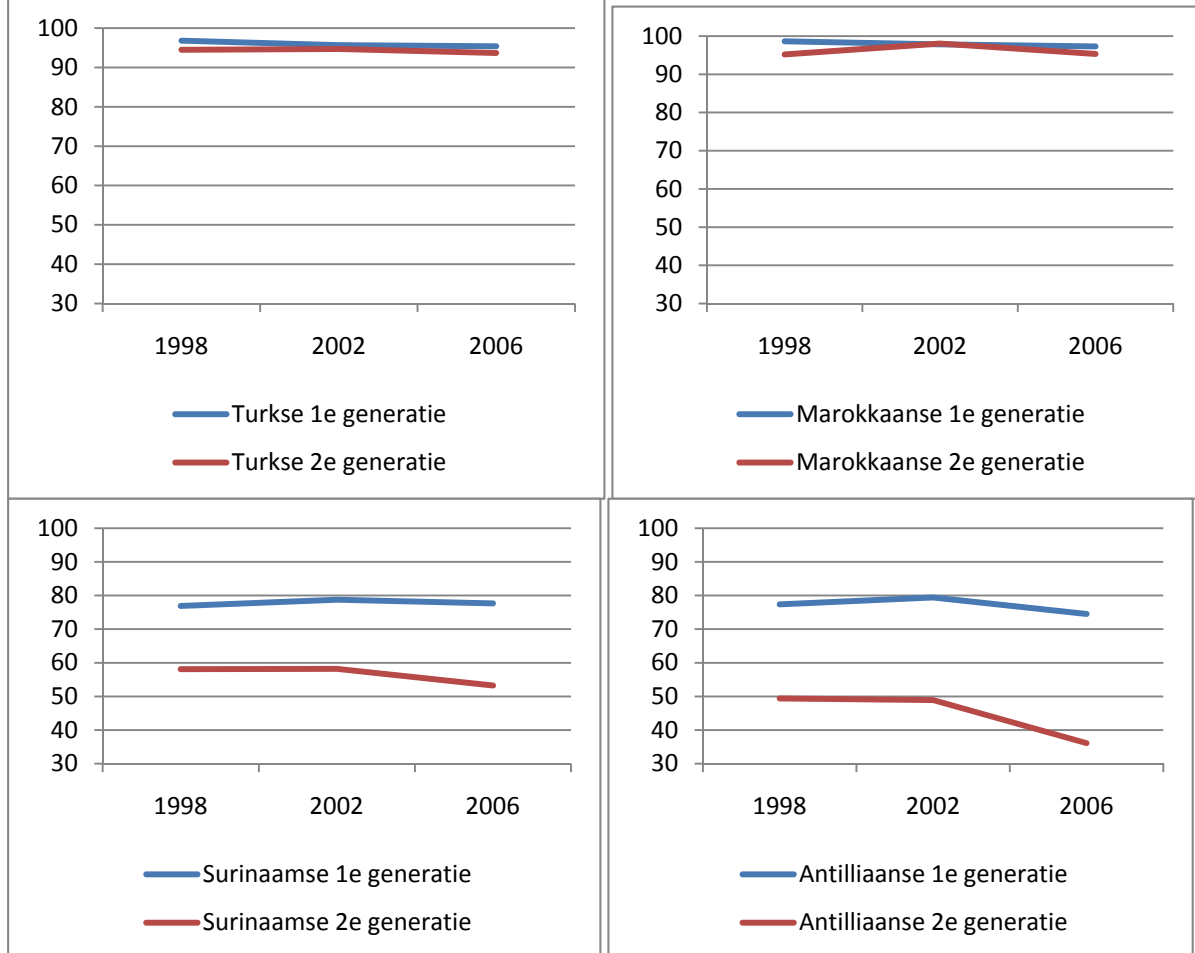 100
90
80
70
60
50
40
30
1998 2002 2006
Turkse 1e generatie
Turkse 2e generatie
100
90
80
70
60
50
40
30
1998 2002 2006
Marokkaanse 1e generatie
Marokkaanse 2e generatie
100
90
80
70
60
50
40
30
1998 2002 2006
Surinaamse 1e generatie
Surinaamse 2e generatie
100
90
80
70
60
50
40
30
1998 2002 2006
Antilliaanse 1e generatie
Antilliaanse 2e generatie